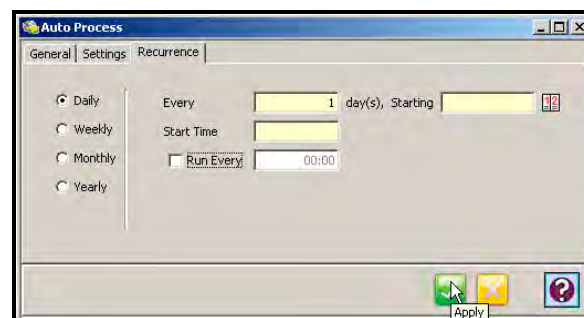 Auto Process
General Settings Recurrence
Daily Every 1 day(s), Starting 12
Weekly Start Time
Monthly Run Every 00:00
Yearly
?
Apply